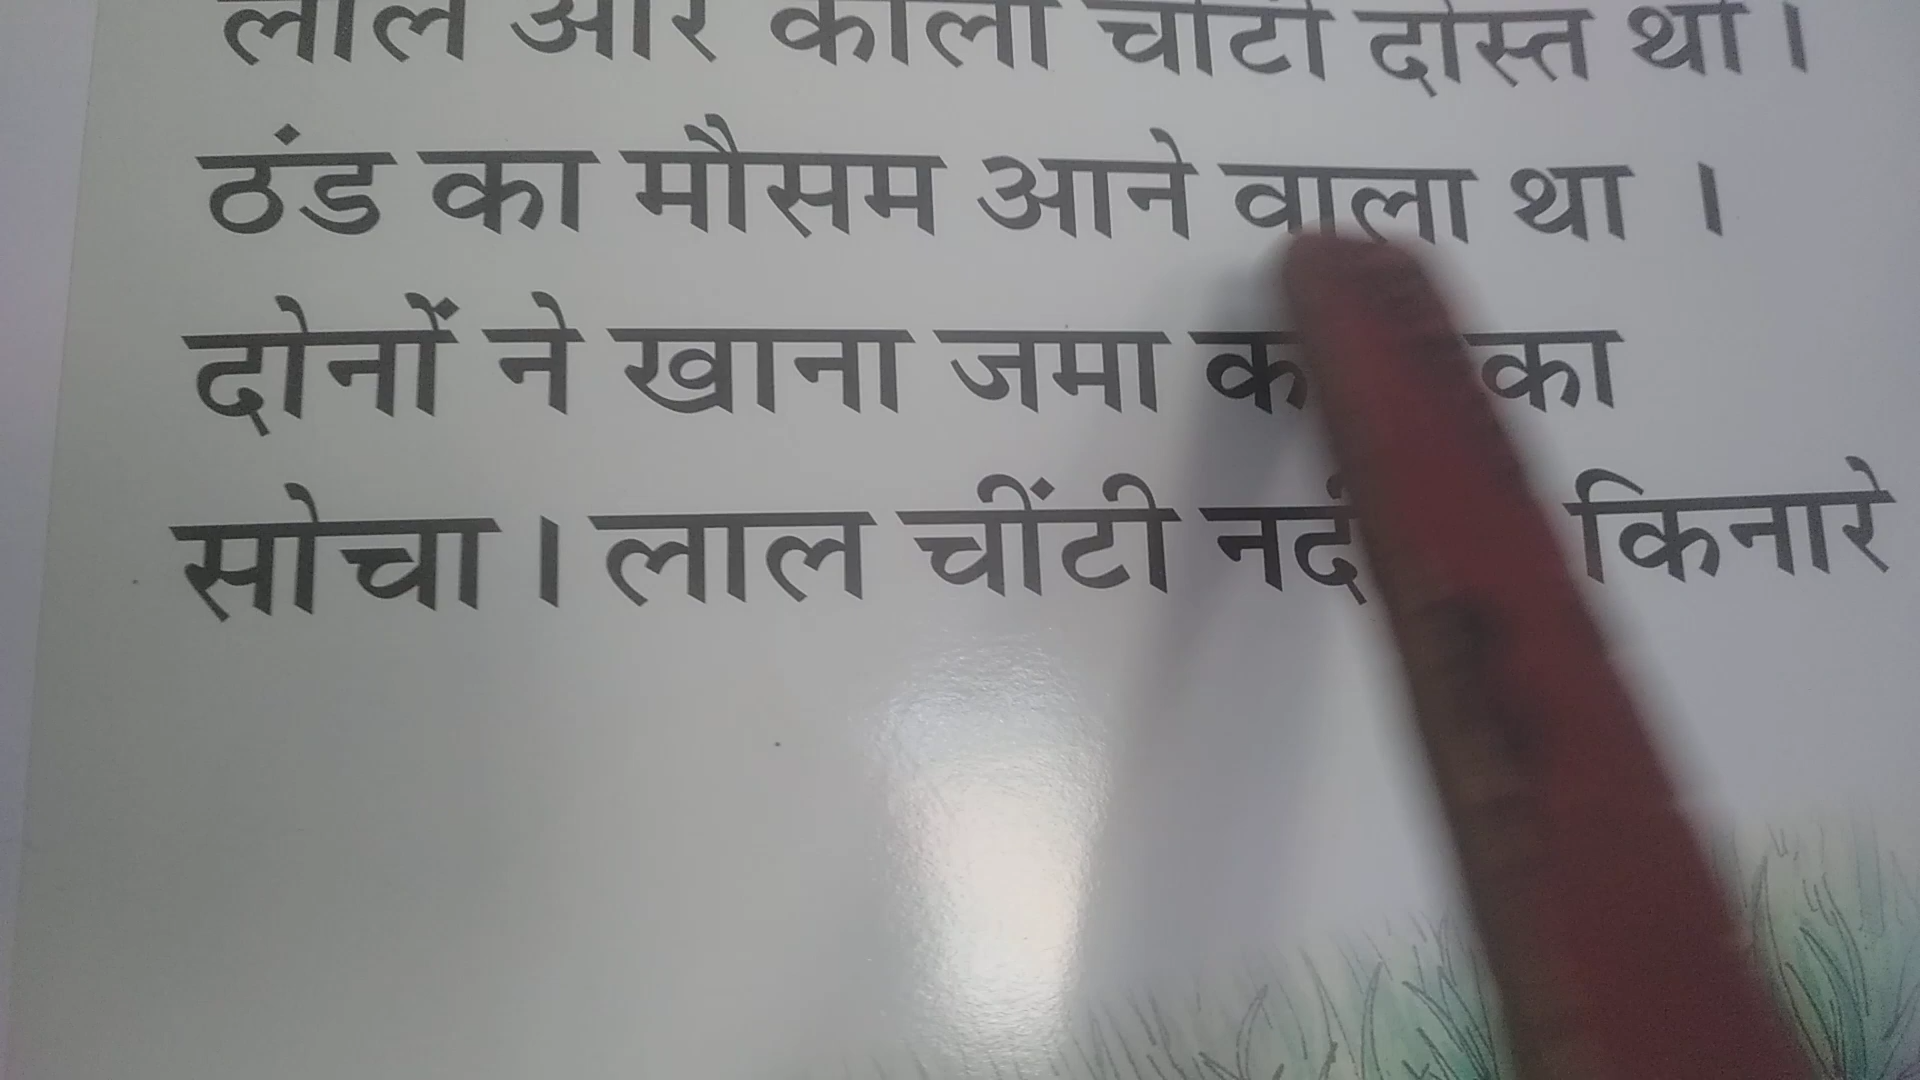 लाल और काली चींटी दोस्त थीं।
ठंड का मौसम आने वाला था ।
दोनों ने खाना जमा का
सोचा । लाल चींटी किनारे